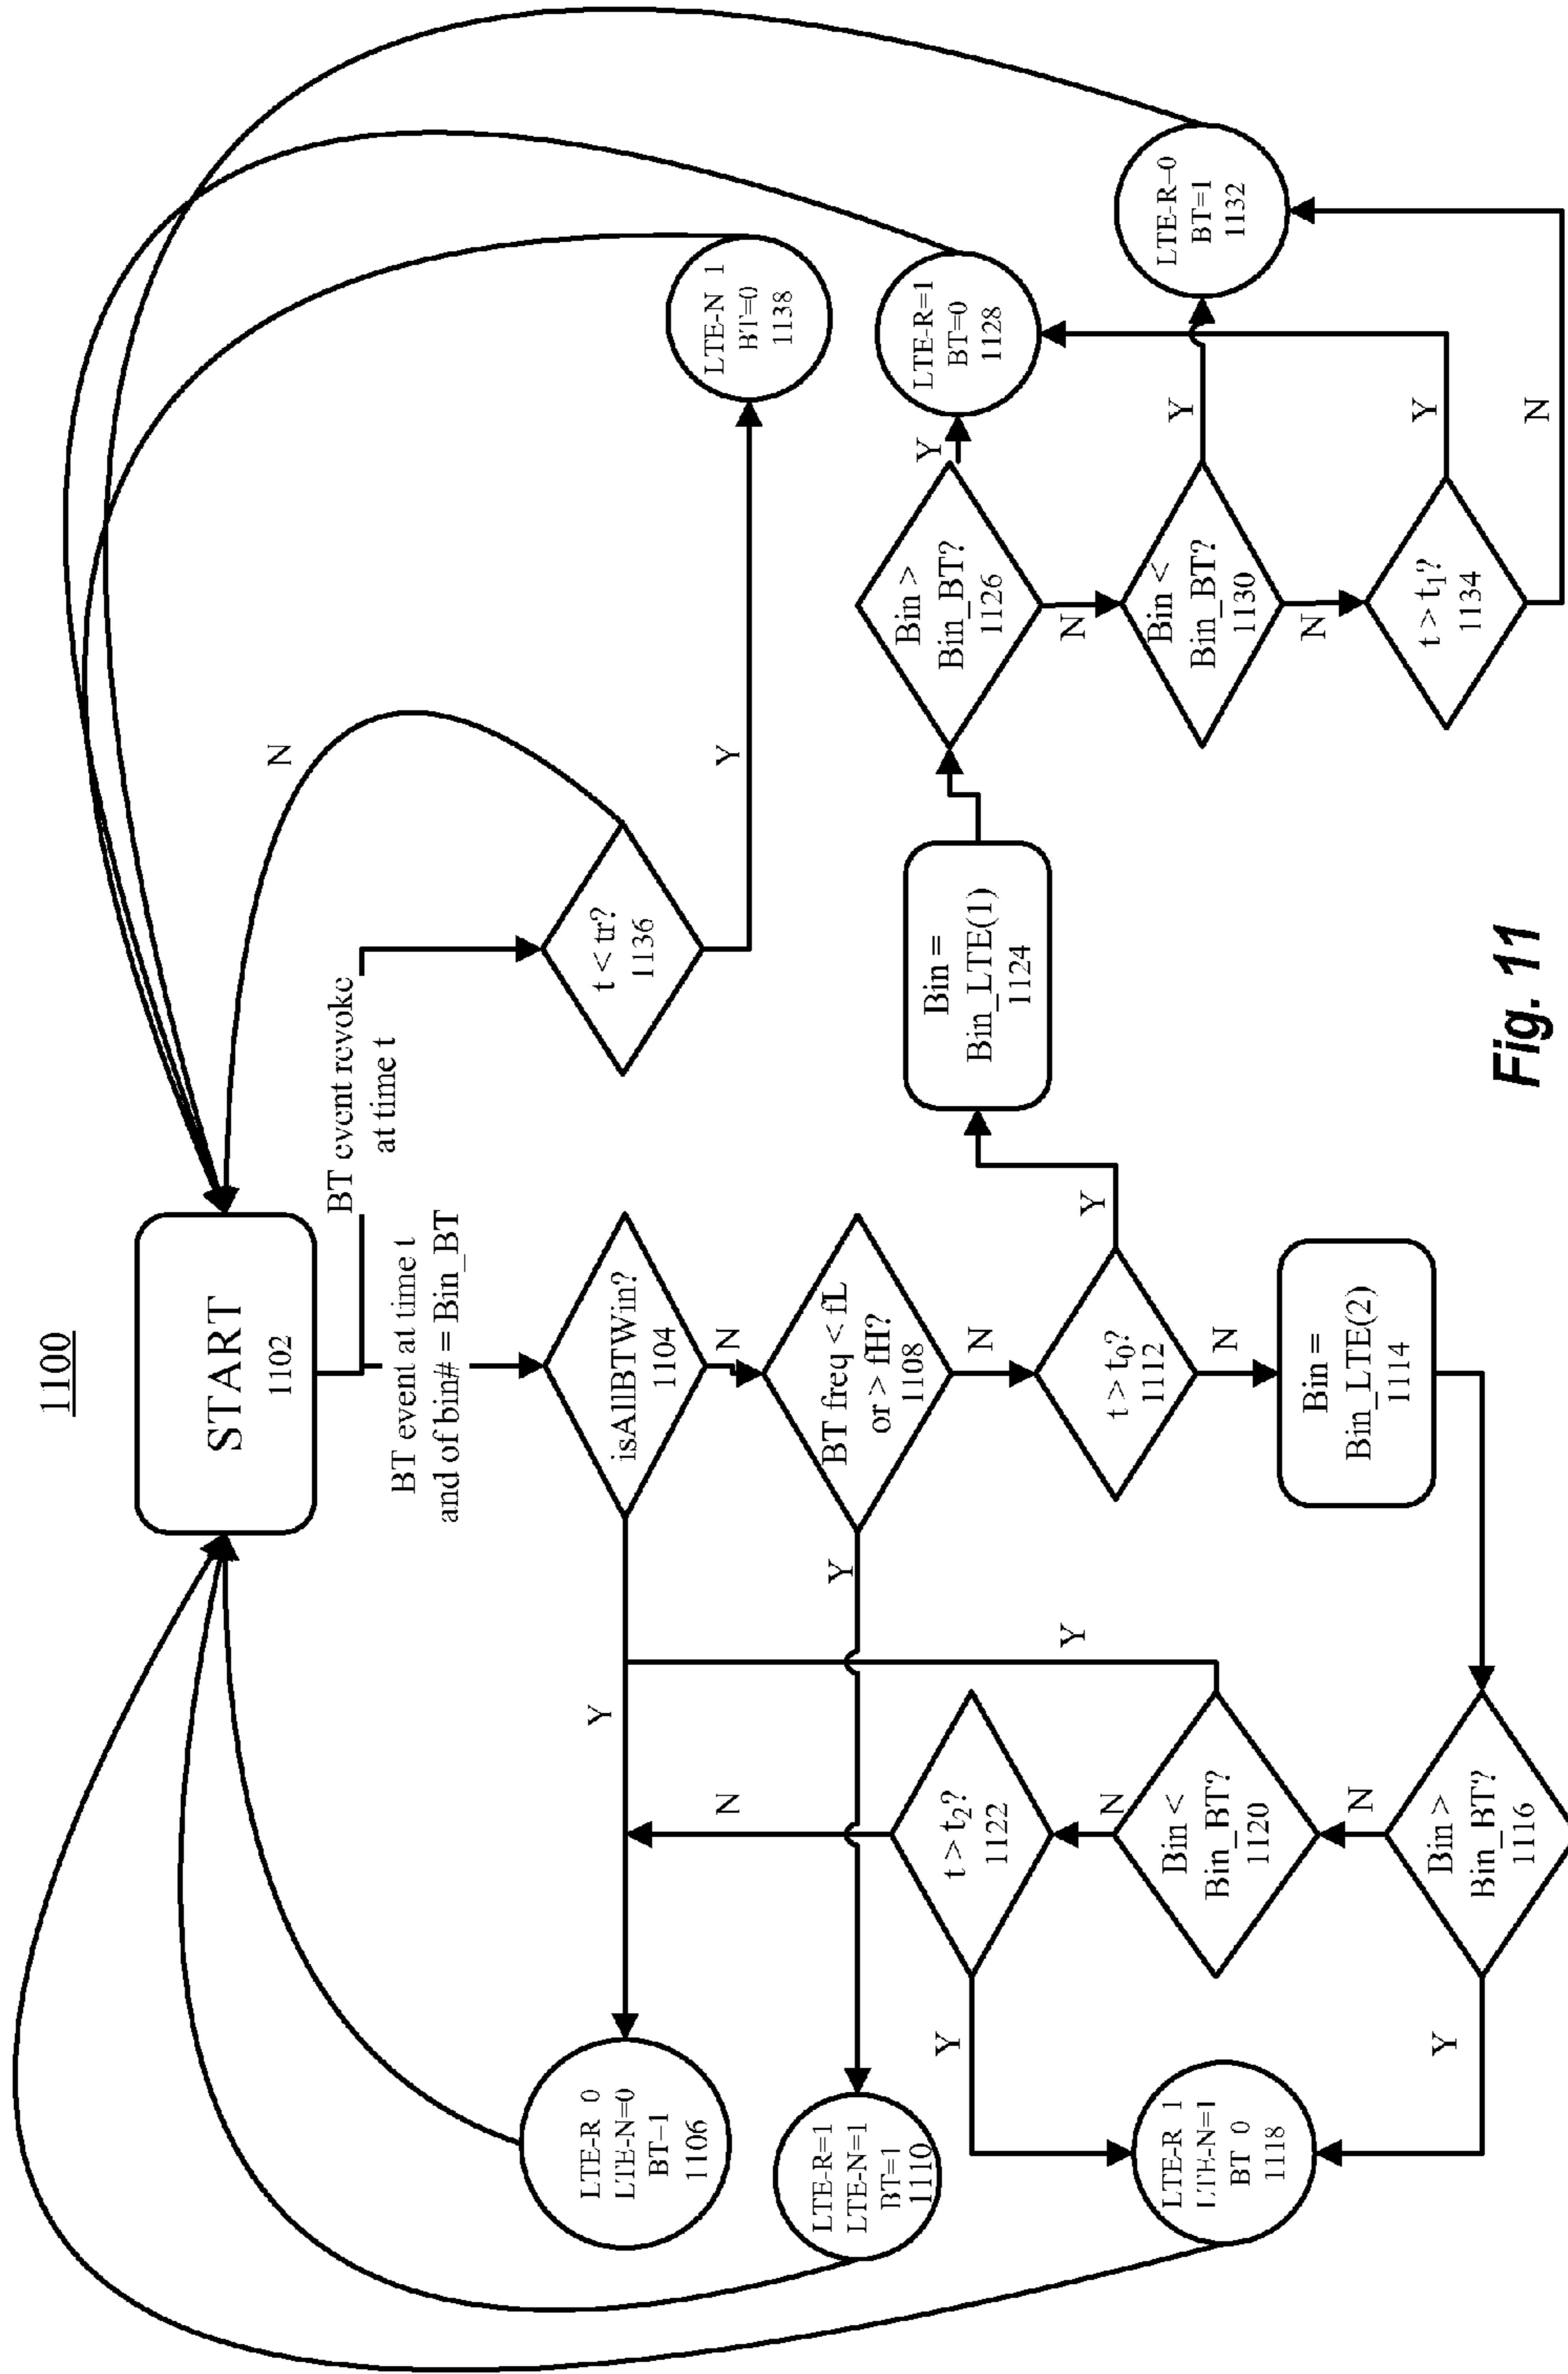 1100
START
1102
BT event revoke
at time t
BT event at time t
and of bin# = Bin_BT
N
t < tr?
1136
Y
LTE-N 1
BT=0
1138
isAllBTWin?
1104
Y
N
LTE-R 0
LTE-N=0
BT=1
1106
BT freq < fL
or > fH?
1108
Y
N
LTE-R=1
LTE-N=1
BT=1
1110
t > t0?
1112
Y
N
Bin =
Bin_LTE(2)
1114
Bin >
Bin_BT?
1116
Y
N
LTE-R 1
LTE-N=1
BT 0
1118
Bin <
Bin_BT?
1120
Y
N
t > t2?
1122
Y
N
Bin =
Bin_LTE(1)
1124
Bin >
Bin_BT?
1126
Y
N
LTE-R=1
BT=0
1128
Bin <
Bin_BT?
1130
Y
N
LTE-R=0
BT=1
1132
t > t1?
1134
Y
N
Fig. 11